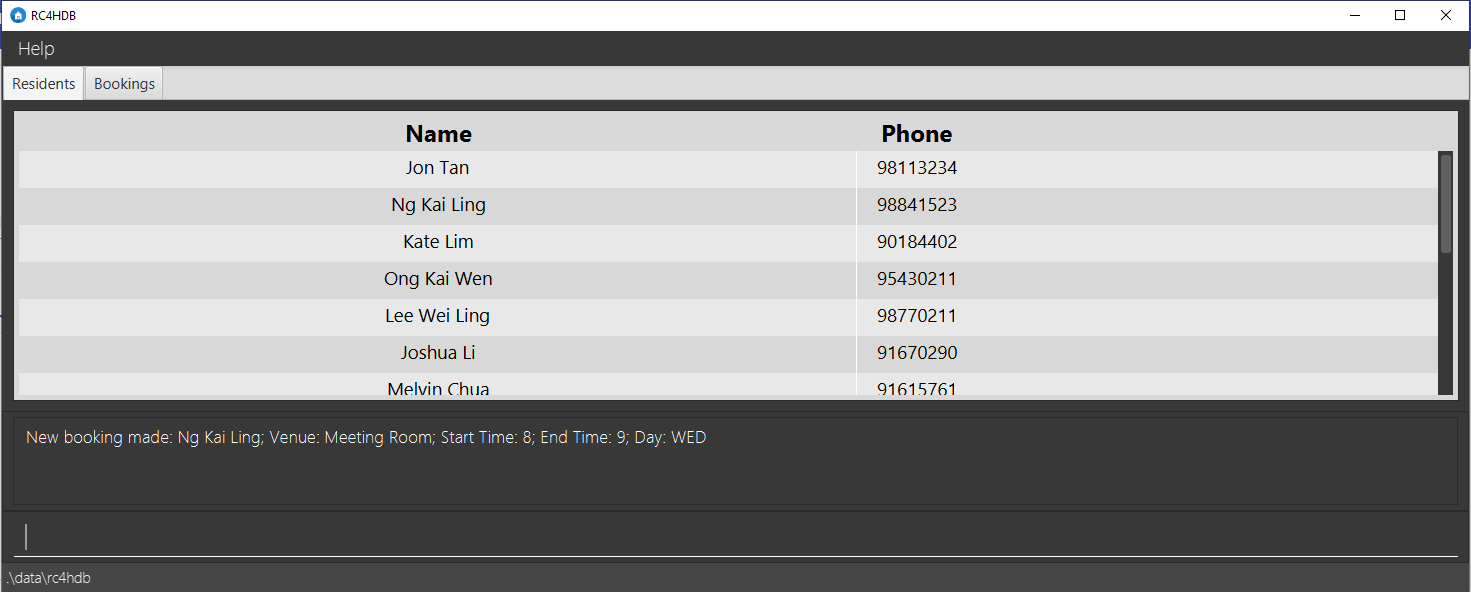 RC4HDB
Help
Residents Bookings
Name Phone
Jon Tan 98113234
Ng Kai Ling 98841523
Kate Lim 90184402
Ong Kai Wen 95430211
Lee Wei Ling 98770211
Joshua Li 91670290
Melvin Chua 91615761
New booking made: Ng Kai Ling; Venue: Meeting Room; Start Time: 8; End Time: 9; Day: WED
.\data\rc4hdb